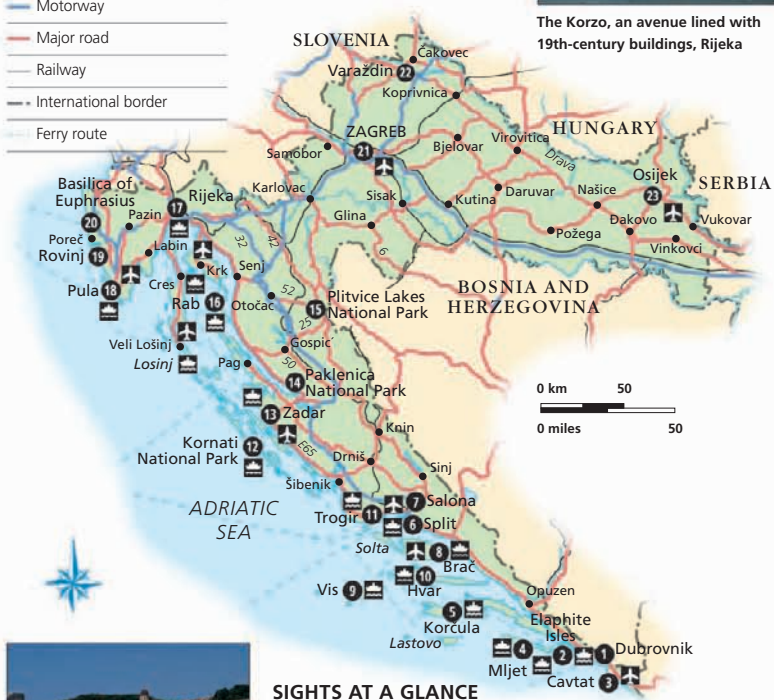 Motorway
Major road
Railway
International border
Ferry route
The Korzo, an avenue lined with
19th-century buildings, Rijeka
SLOVENIA
Čakovec
Varaždin 22
Koprivnica
HUNGARY
ZAGREB
21
Samobor
Bjelovar
Virovitica
Drava
Osijek
23
SERBIA
Basilica of
Euphrasius
20
Pazin
17
Rijeka
Karlovac
Sisak
Kutina
Daruvar
Našice
Đakovo
Vukovar
Poreč
Rovinj 19
Labin
Glina
Požega
Vinkovci
32
42
6
Krk
Senj
Cres
Pula 18
Rab 16
Otočac
52
15 Plitvice Lakes
National Park
BOSNIA AND
HERZEGOVINA
25
Veli Lošinj
Losinj
Gospić
Pag
50
14 Paklenica
National Park
0 km 50
0 miles 50
13 Zadar
Kornati 12
National Park
E65
Knin
Drniš
Sinj
Šibenik
ADRIATIC
SEA
7 Salona
Trogir 11
6 Split
Solta
8
Brač
Vis 9
10
Hvar
Opuzen
5
Korčula
Elaphite
Isles
Lastovo
4
Mljet
2
1 Dubrovnik
Cavtat 3
SIGHTS AT A GLANCE